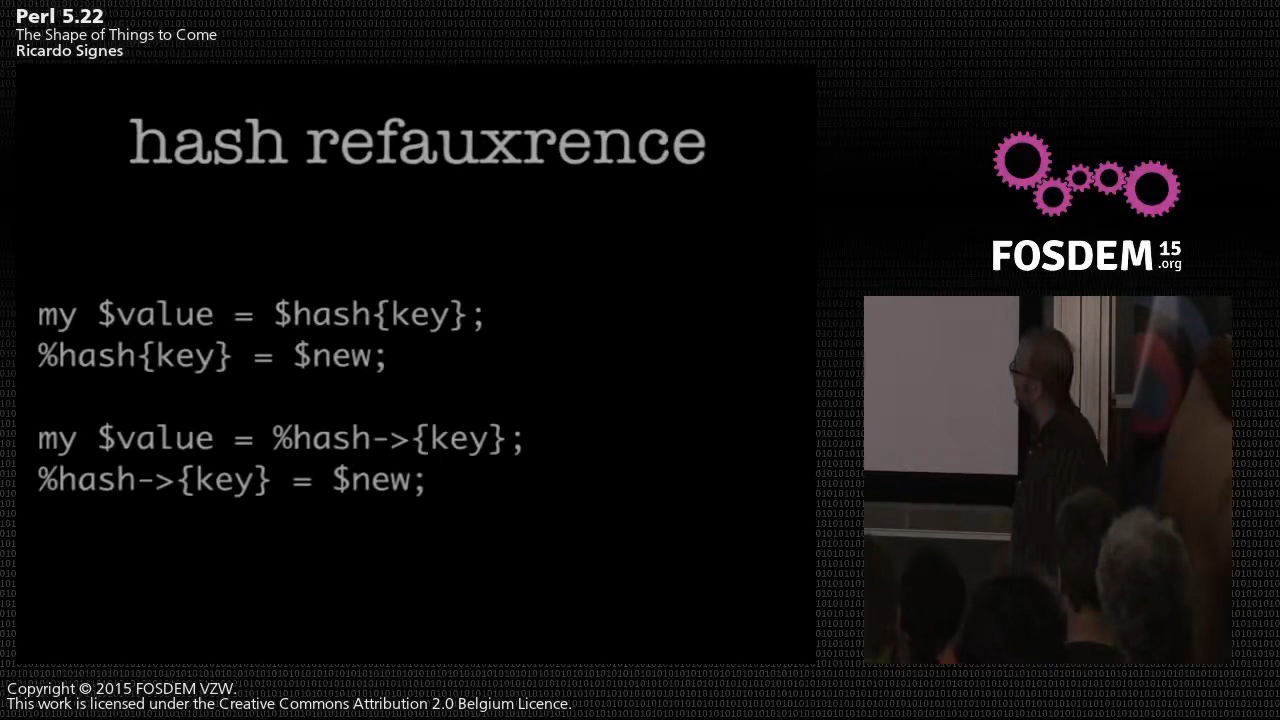 Perl 5.22
The Shape of Things to Come
Ricardo Signes
hash refauxrence
my $value = $hash{key};
%hash{key} = $new;
my $value = %hash->{key};
%hash->{key} = $new;
FOSDEM 15
.org
Copyright © 2015 FOSDEM VZW.
This work is licensed under the Creative Commons Attribution 2.0 Belgium Licence.